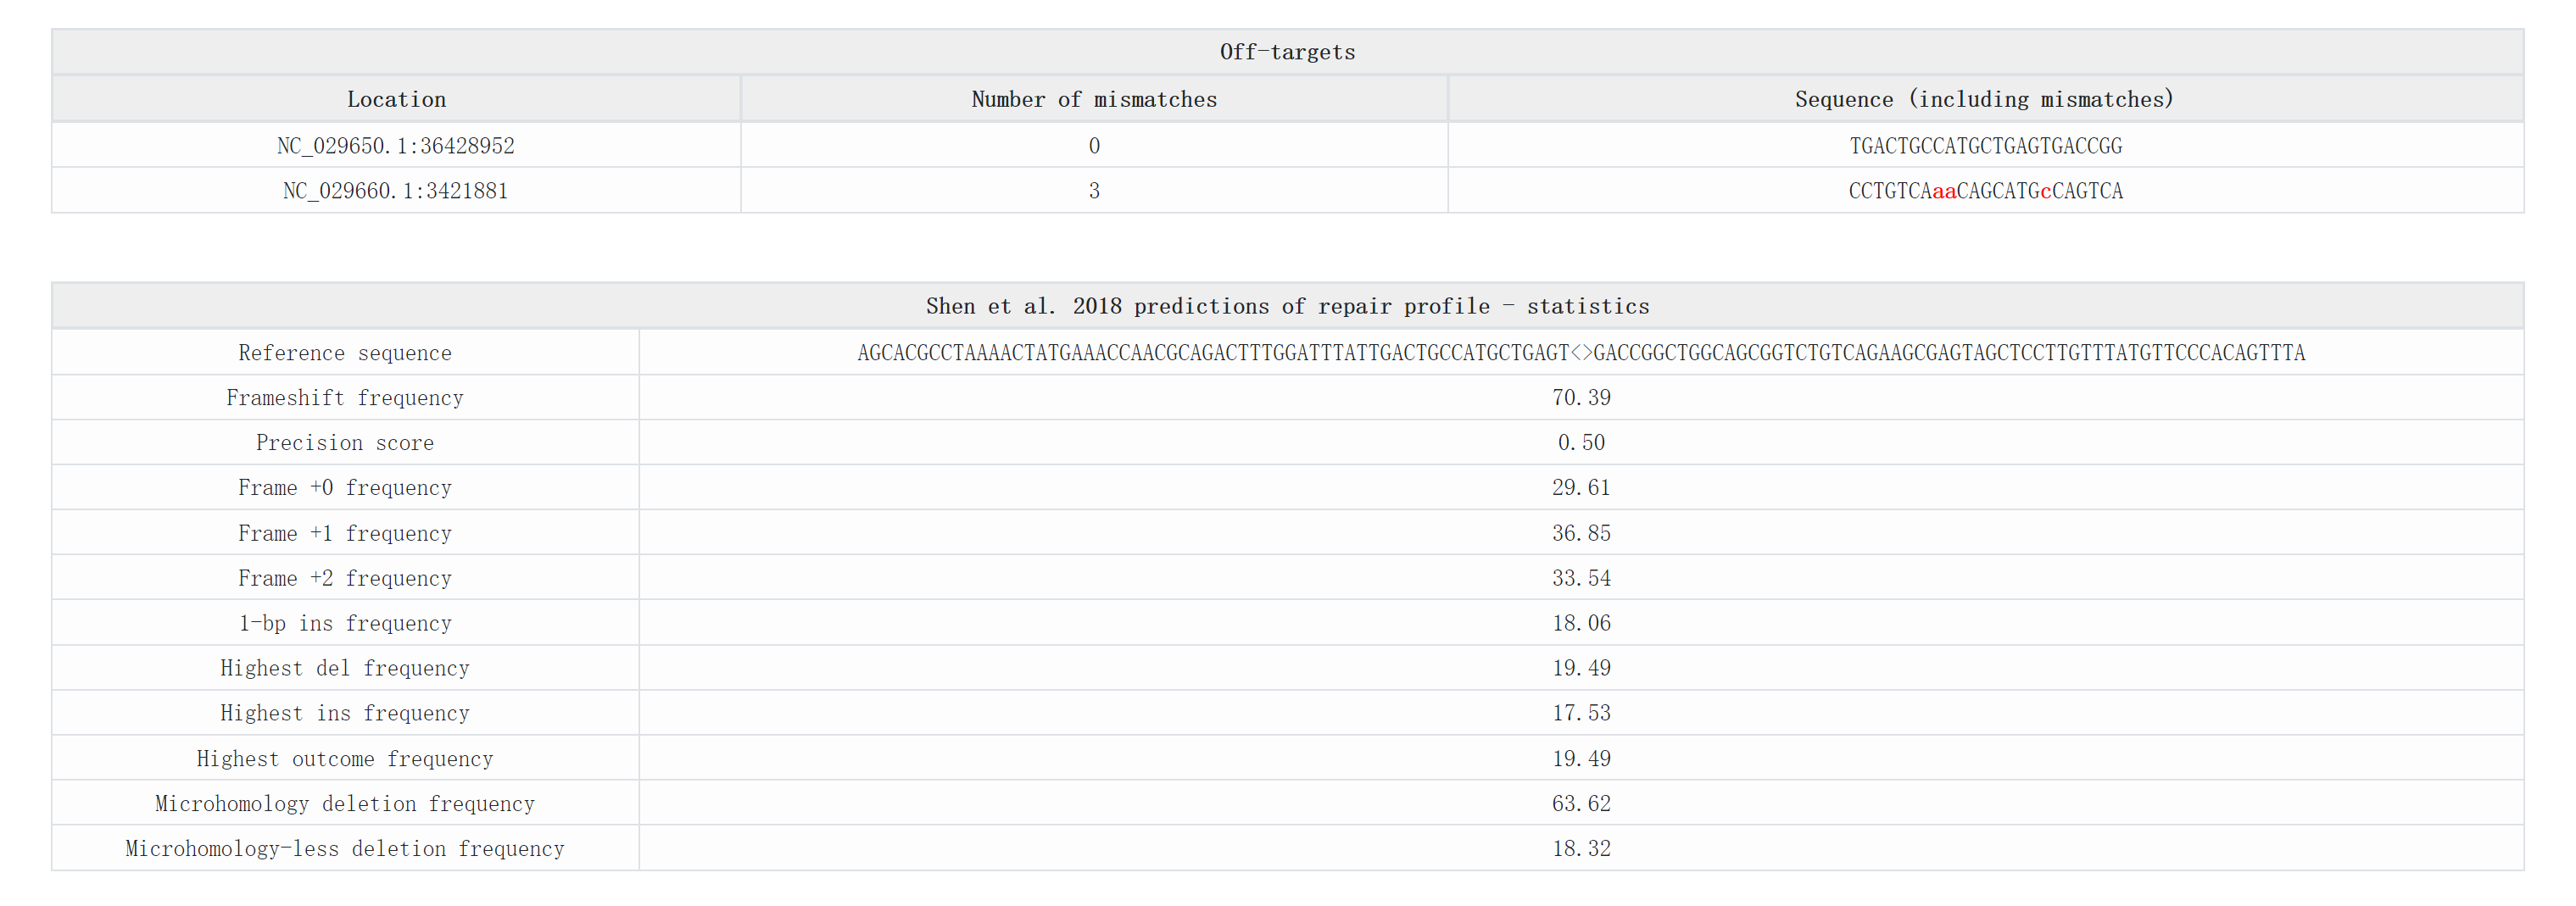 Off-targets
Location Number of mismatches Sequence (including mismatches)
NC_029650.1:36428952 0 TGACTGCCATGCTGAGTGACCGG
NC_029660.1:3421881 3 CCTGTCAaaCAGCATGcCAGTCA
Shen et al. 2018 predictions of repair profile - statistics
Reference sequence AGCACGCCTAAAACTATGAAACCAACGCAGACTTTGGATTTATTGACTGCCATGCTGAGT<>GACCGGCTGGCAGCGGTCTGTCAGAAGCGAGTAGCTCCTTGTTTATGTTCCCACAGTTTA
Frameshift frequency 70.39
Precision score 0.50
Frame +0 frequency 29.61
Frame +1 frequency 36.85
Frame +2 frequency 33.54
1-bp ins frequency 18.06
Highest del frequency 19.49
Highest ins frequency 17.53
Highest outcome frequency 19.49
Microhomology deletion frequency 63.62
Microhomology-less deletion frequency 18.32